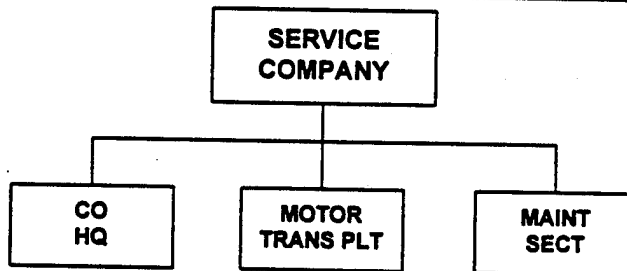 SERVICE
COMPANY
CO
HQ
MOTOR
TRANS PLT
MAINT
SECT